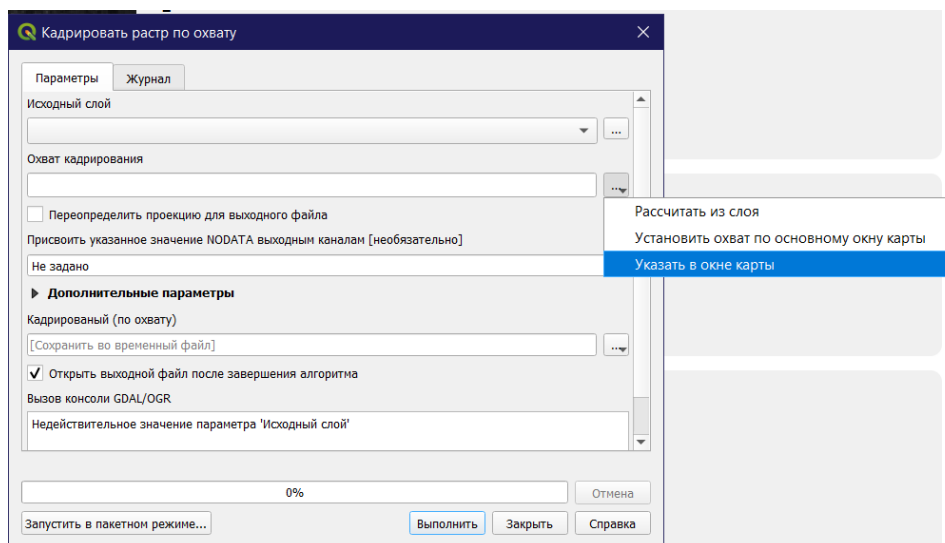 Кадрировать растр по охвату
Параметры
Журнал
Исходный слой
...
Охват кадрирования
...
Рассчитать из слоя
Переопределить проекцию для выходного файла
Установить охват по основному окну карты
Присвоить указанное значение NODATA выходным каналам [необязательно]
Указать в окне карты
Не задано
Дополнительные параметры
Кадрированый (по охвату)
[Сохранить во временный файл]
...
Открыть выходной файл после завершения алгоритма
Вызов консоли GDAL/OGR
Недействительное значение параметра 'Исходный слой'
0%
Отмена
Запустить в пакетном режиме...
Выполнить
Закрыть
Справка